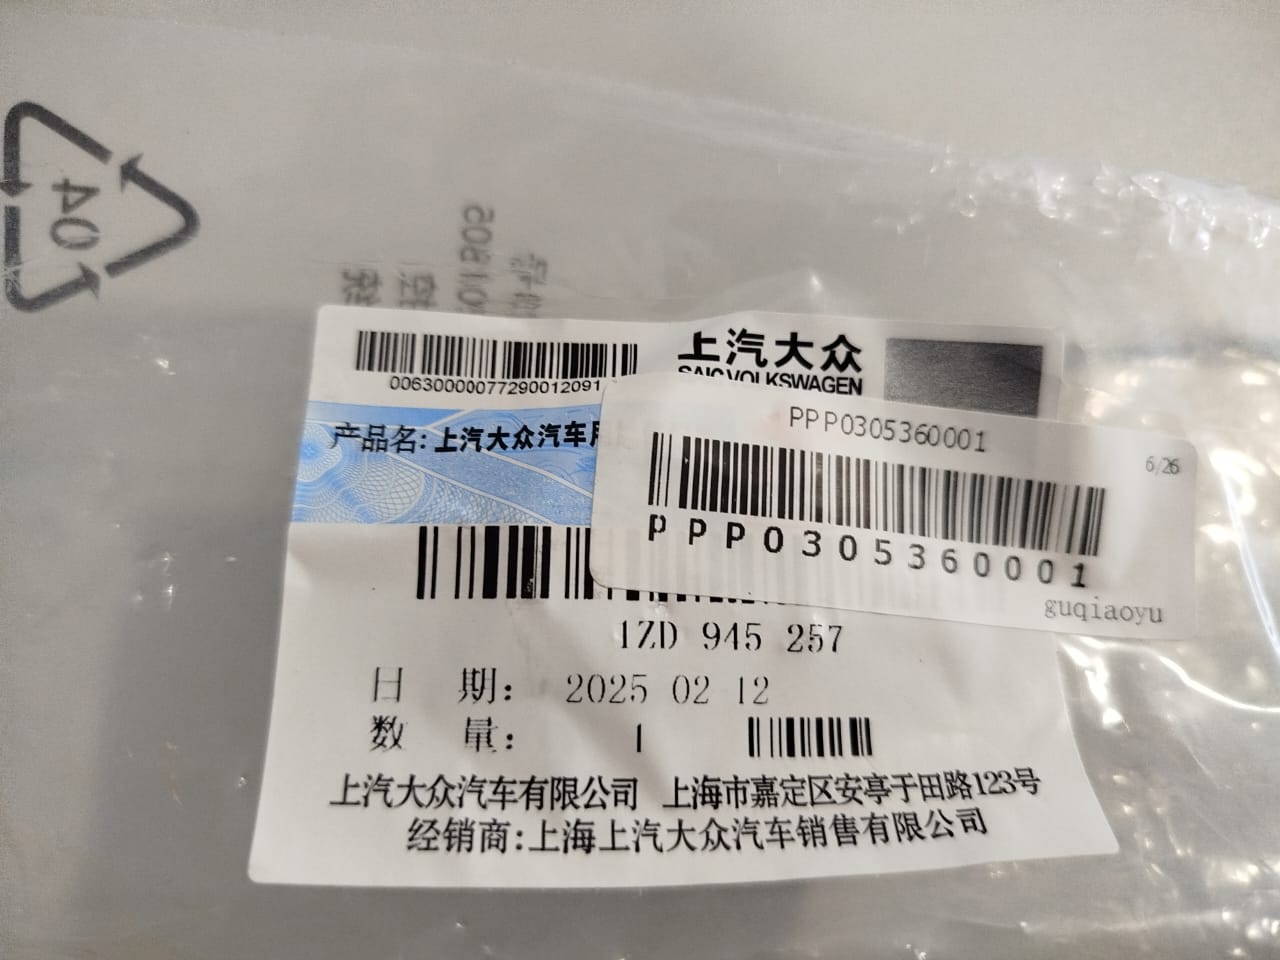 04
00630000077290012091
上汽大众
SAIC VOLKSWAGEN
产品名:上汽大众汽车用
PPP0305360001
6/26
PPP0305360001
guqiaoyu
1ZD 945 257
日 期: 2025 02 12
数 量: 1
上汽大众汽车有限公司 上海市嘉定区安亭于田路123号
经销商:上海上汽大众汽车销售有限公司